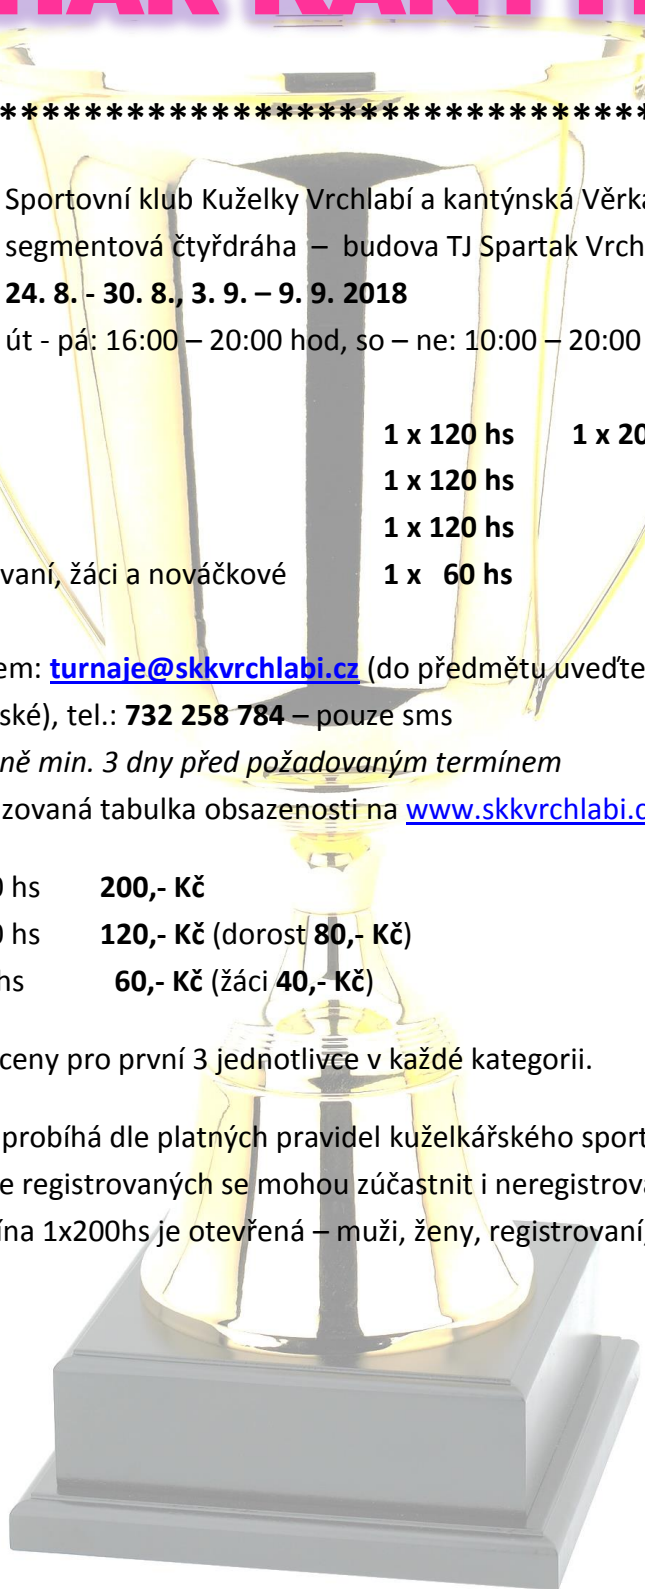 ********************************
Sportovní klub Kuželky Vrchlabí a kantýnská Věrka
segmentová čtyřdráha – budova TJ Spartak Vrch
24. 8. - 30. 8., 3. 9. – 9. 9. 2018
út - pá: 16:00 – 20:00 hod, so – ne: 10:00 – 20:00
1 x 120 hs 1 x 20
1 x 120 hs
1 x 120 hs
vaní, žáci a nováčkové 1 x 60 hs
em: turnaje@skkvrchlabi.cz (do předmětu uveďte
ské), tel.: 732 258 784 – pouze sms
ně min. 3 dny před požadovaným termínem
zovaná tabulka obsazenosti na www.skkvrchlabi.c
0 hs 200,- Kč
0 hs 120,- Kč (dorost 80,- Kč)
hs 60,- Kč (žáci 40,- Kč)
ceny pro první 3 jednotlivce v každé kategorii.
probíhá dle platných pravidel kuželkářského sport
e registrovaných se mohou zúčastnit i neregistrova
ína 1x200hs je otevřená – muži, ženy, registrovaní,